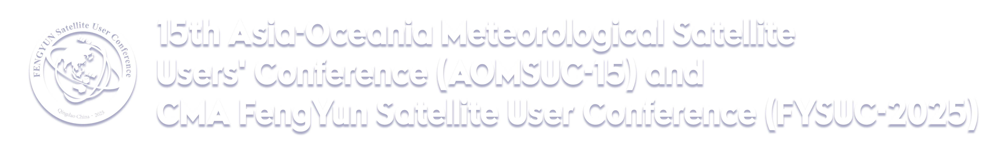 FENGYUN Satellite User Conference
Qingdao China · 2025
15th Asia-Oceania Meteorological Satellite
Users' Conference (AOMSUC-15) and
CMA FengYun Satellite User Conference (FYSUC-2025)